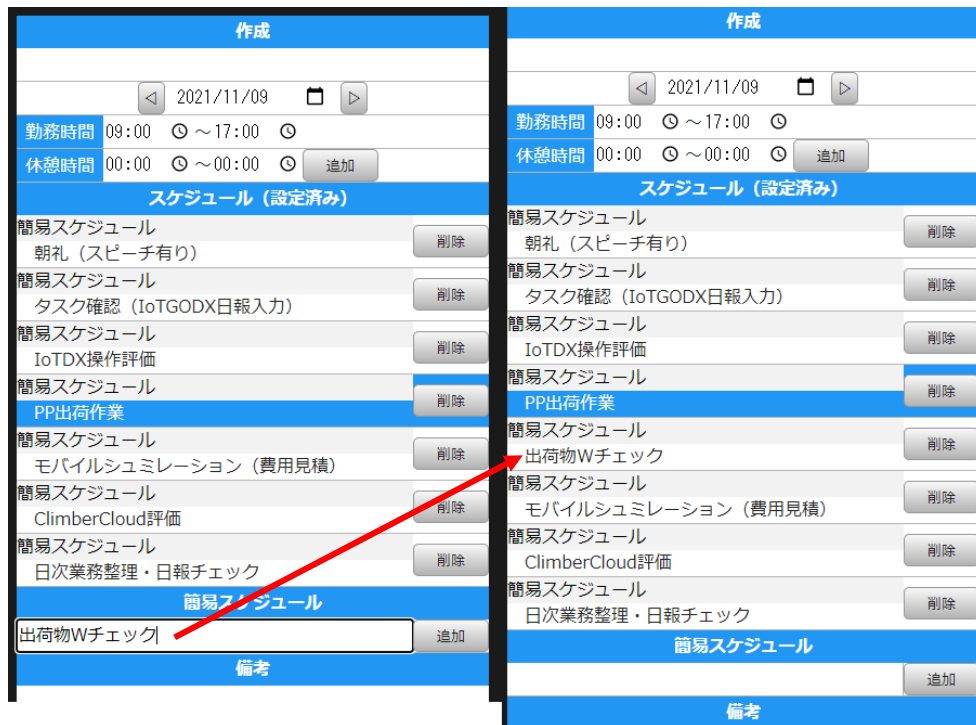 作成
◁ 2021/11/09 ▷
勤務時間 09:00 ～17:00
休憩時間 00:00 ～00:00 追加
スケジュール（設定済み）
簡易スケジュール
朝礼（スピーチ有り） 削除
簡易スケジュール
タスク確認（IoTGODX日報入力） 削除
簡易スケジュール
IoTDX操作評価 削除
簡易スケジュール
PP出荷作業 削除
簡易スケジュール
モバイルシュミレーション（費用見積） 削除
簡易スケジュール
ClimberCloud評価 削除
簡易スケジュール
日次業務整理・日報チェック 削除
簡易スケジュール
出荷物Wチェック 追加
備考
作成
◁ 2021/11/09 ▷
勤務時間 09:00 ～17:00
休憩時間 00:00 ～00:00 追加
スケジュール（設定済み）
簡易スケジュール
朝礼（スピーチ有り） 削除
簡易スケジュール
タスク確認（IoTGODX日報入力） 削除
簡易スケジュール
IoTDX操作評価 削除
簡易スケジュール
PP出荷作業 削除
簡易スケジュール
出荷物Wチェック 削除
簡易スケジュール
モバイルシュミレーション（費用見積） 削除
簡易スケジュール
ClimberCloud評価 削除
簡易スケジュール
日次業務整理・日報チェック 削除
簡易スケジュール
追加
備考